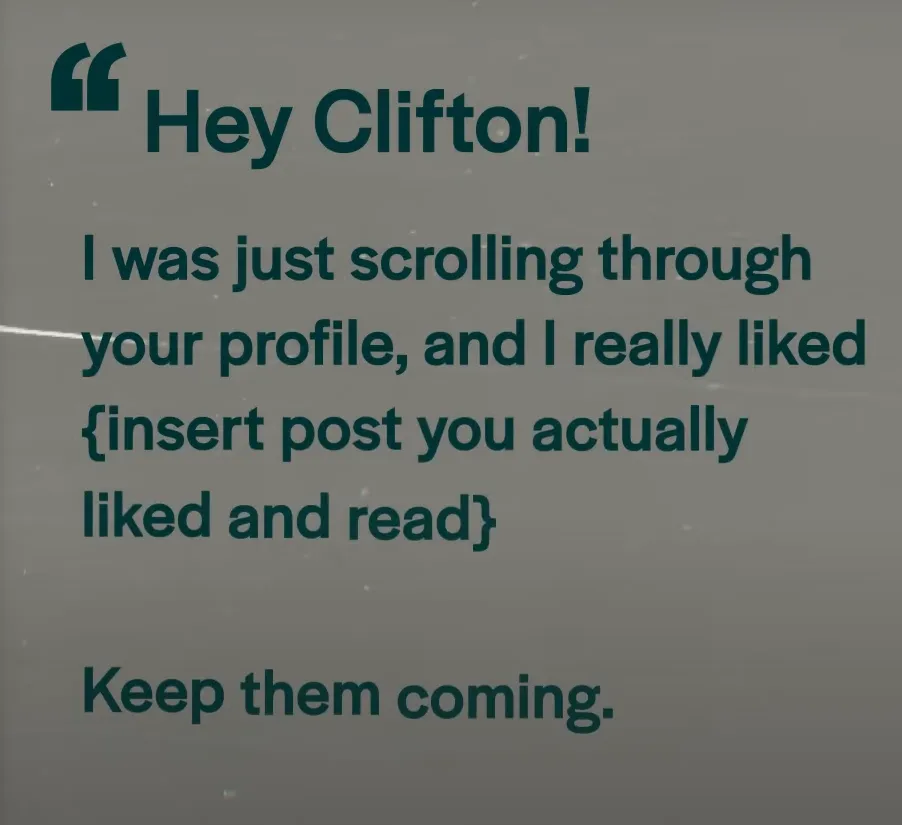 “Hey Clifton!
I was just scrolling through
your profile, and I really liked
{insert post you actually
liked and read}
Keep them coming.